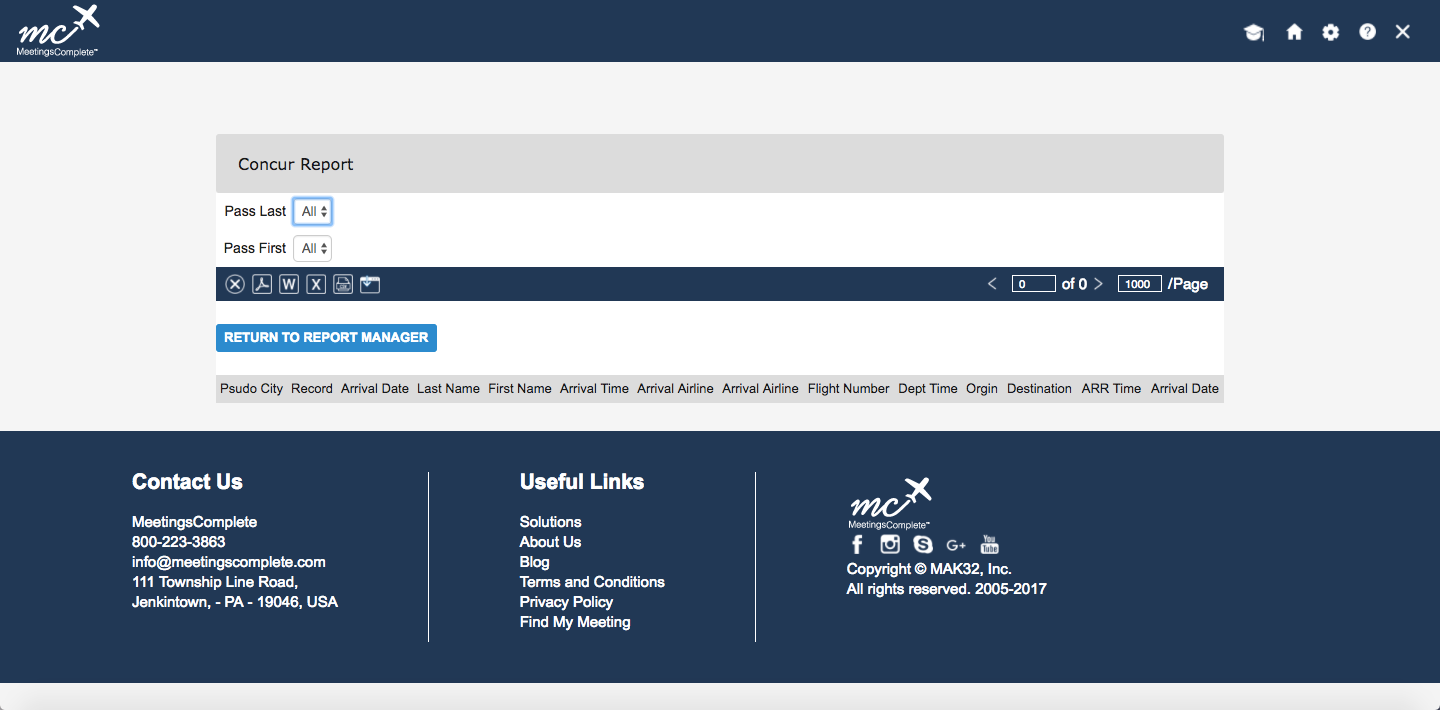 mc
MeetingsComplete™
Concur Report
Pass Last All
Pass First All
W X 0 of 0 1000 /Page
RETURN TO REPORT MANAGER
Psudo City Record Arrival Date Last Name First Name Arrival Time Arrival Airline Arrival Airline Flight Number Dept Time Orgin Destination ARR Time Arrival Date
Contact Us
MeetingsComplete
800-223-3863
info@meetingscomplete.com
111 Township Line Road,
Jenkintown, - PA - 19046, USA
Useful Links
Solutions
About Us
Blog
Terms and Conditions
Privacy Policy
Find My Meeting
mc
MeetingsComplete™
f S G+ You Tube
Copyright © MAK32, Inc.
All rights reserved. 2005-2017